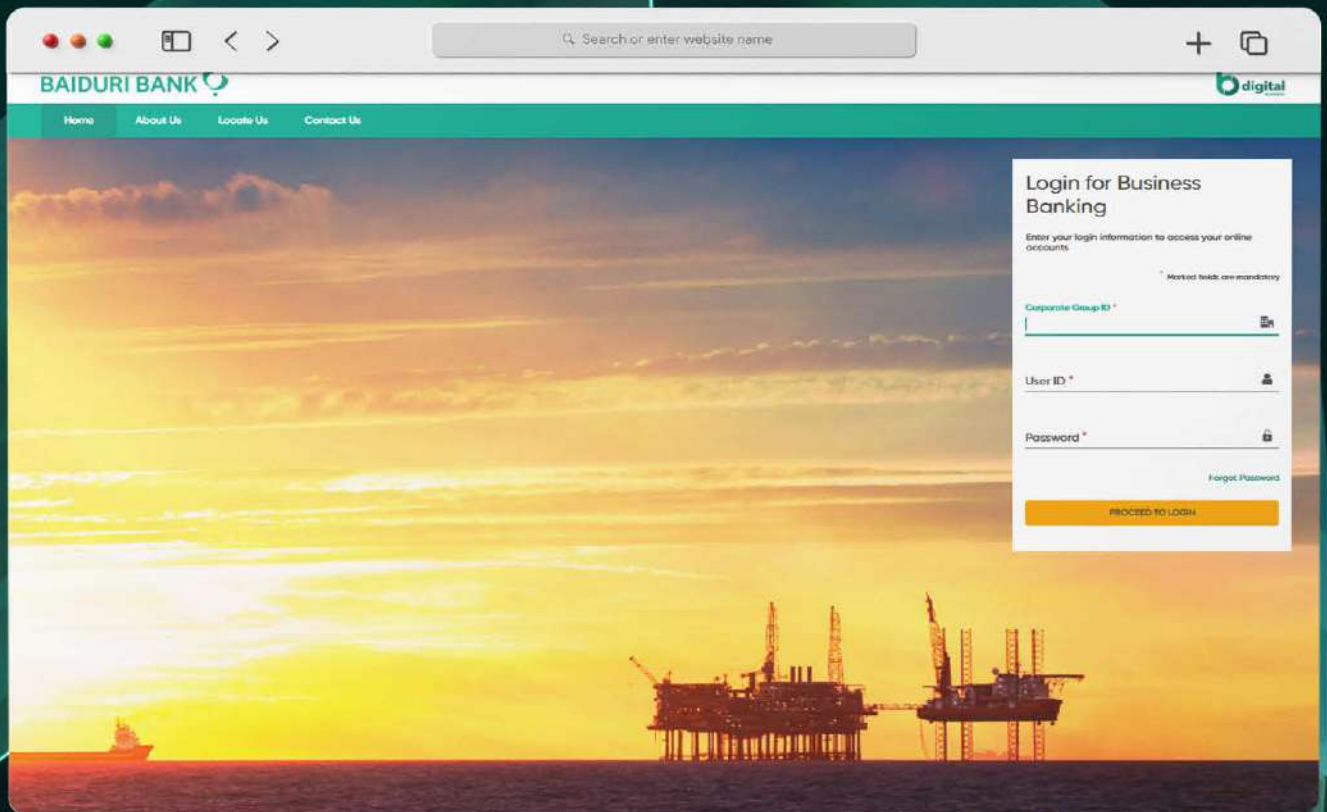 Search or enter website name
BAIDURI BANK
b digital
Home About Us Locate Us Contact Us
Login for Business
Banking
Enter your login information to access your online
accounts
* Marked fields are mandatory
Corporate Group ID *
User ID *
Password *
Forgot Password
PROCEED TO LOGIN